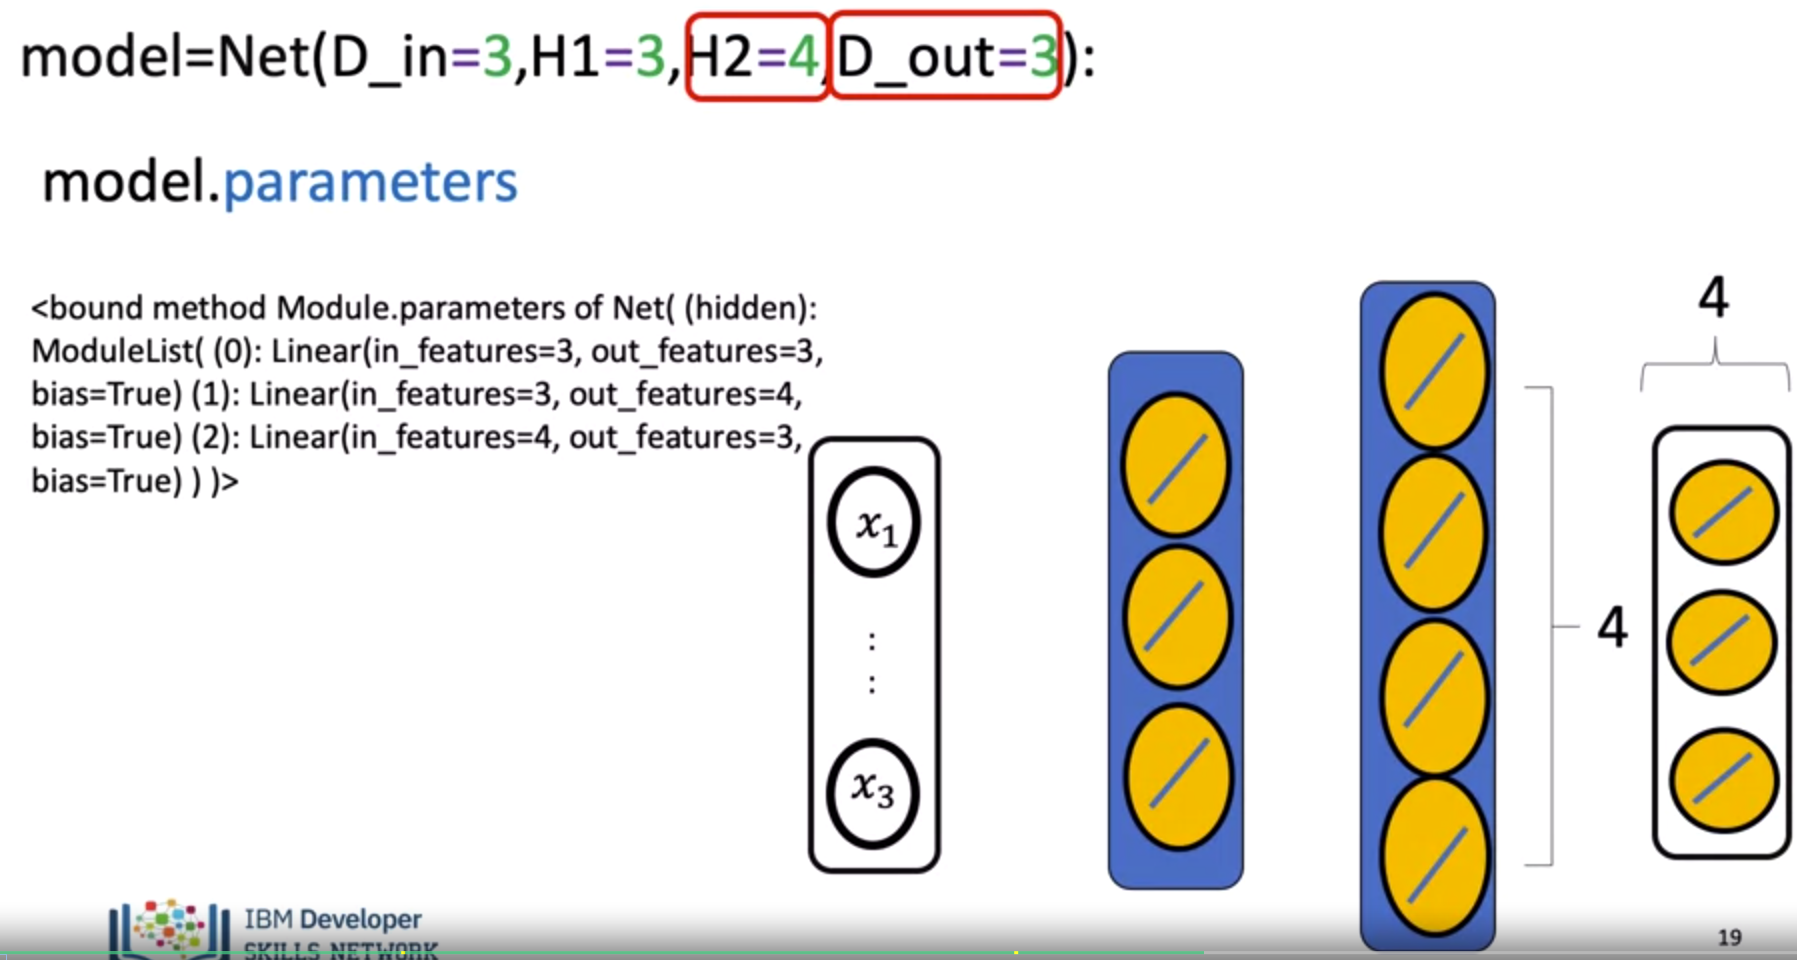 model=Net(D_in=3,H1=3,H2=4,D_out=3):
model.parameters
<bound method Module.parameters of Net( (hidden):
ModuleList( (0): Linear(in_features=3, out_features=3,
bias=True) (1): Linear(in_features=3, out_features=4,
bias=True) (2): Linear(in_features=4, out_features=3,
bias=True) ) )>
4
x₁
:
:
x₃
4
IBM Developer
SKILLS NETWORK
19